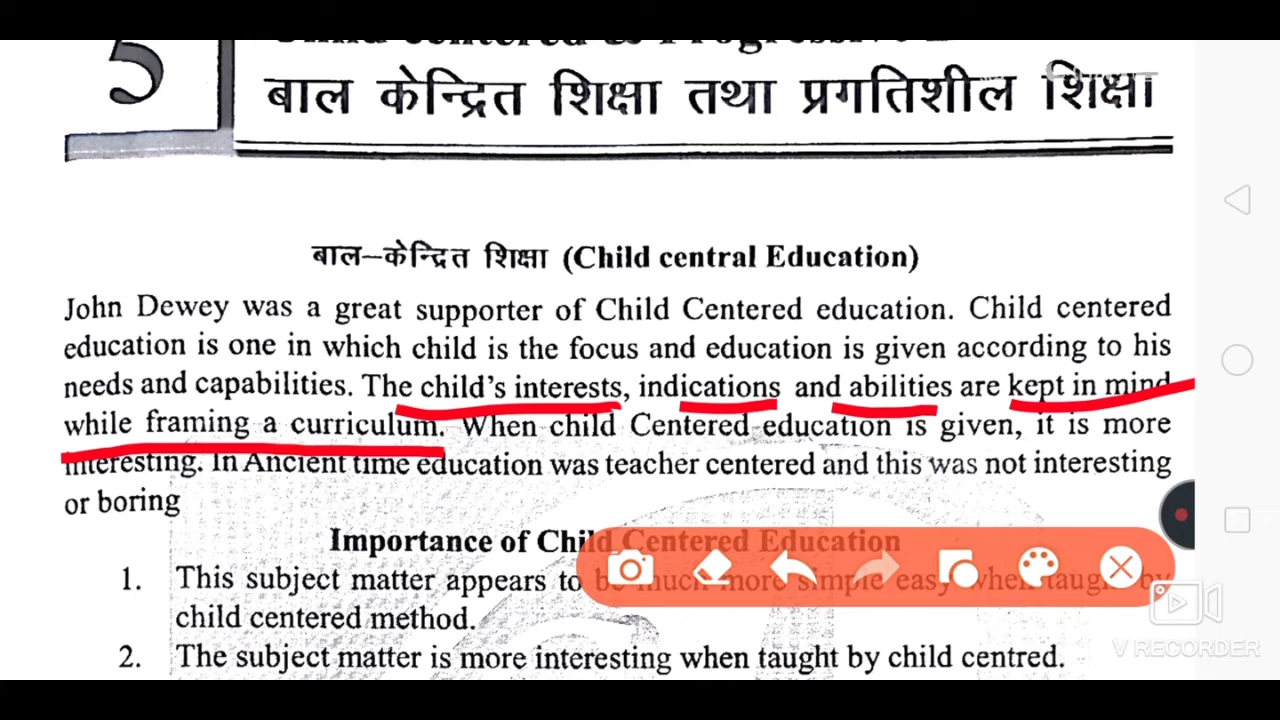 5
Child centered & Progressive
बाल केन्द्रित शिक्षा तथा प्रगतिशील शिक्षा
बाल-केन्द्रित शिक्षा (Child central Education)
John Dewey was a great supporter of Child Centered education. Child centered
education is one in which child is the focus and education is given according to his
needs and capabilities. The child's interests, indications and abilities are kept in mind
while framing a curriculum. When child Centered education is given, it is more
interesting. In Ancient time education was teacher centered and this was not interesting
or boring
Importance of Child Centered Education
1. This subject matter appears to be much more simple easy when taught by
child centered method.
2. The subject matter is more interesting when taught by child centred.
V RECORDER